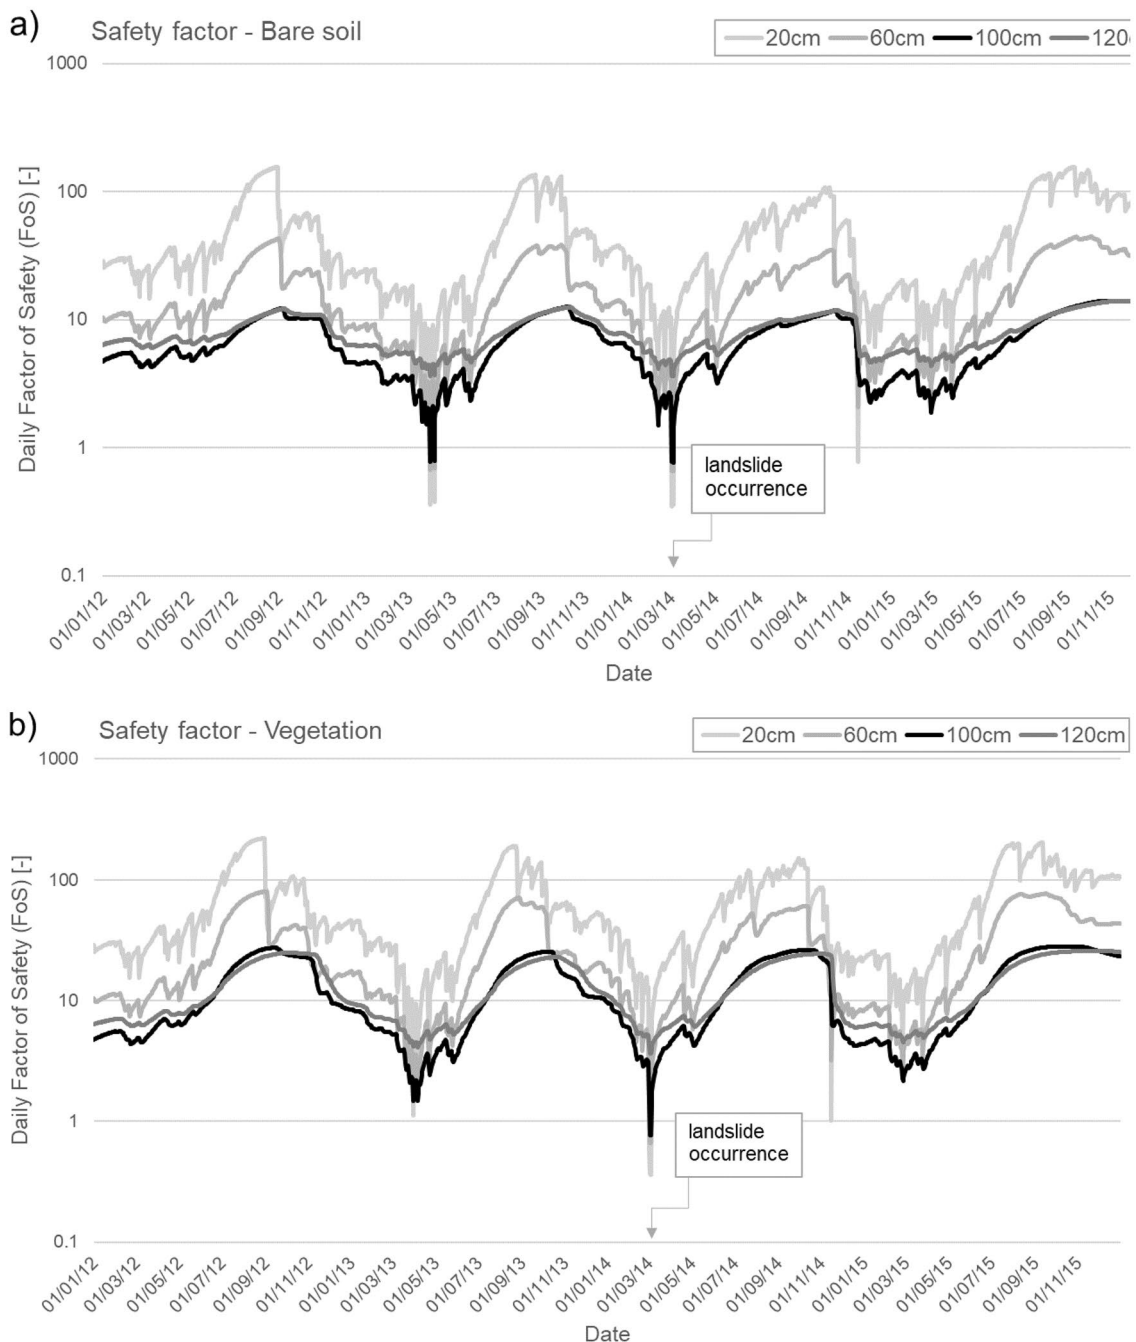 a)
Safety factor - Bare soil
20cm 60cm 100cm 120c
Daily Factor of Safety (FoS) [-]
1000
100
10
1
0.1
landslide
occurrence
01/01/12 01/03/12 01/05/12 01/07/12 01/09/12 01/11/12 01/01/13 01/03/13 01/05/13 01/07/13 01/09/13 01/11/13 01/01/14 01/03/14 01/05/14 01/07/14 01/09/14 01/11/14 01/01/15 01/03/15 01/05/15 01/07/15 01/09/15 01/11/15
Date
b)
Safety factor - Vegetation
20cm 60cm 100cm 120cm
Daily Factor of Safety (FoS) [-]
1000
100
10
1
0.1
landslide
occurrence
01/01/12 01/03/12 01/05/12 01/07/12 01/09/12 01/11/12 01/01/13 01/03/13 01/05/13 01/07/13 01/09/13 01/11/13 01/01/14 01/03/14 01/05/14 01/07/14 01/09/14 01/11/14 01/01/15 01/03/15 01/05/15 01/07/15 01/09/15 01/11/15
Date